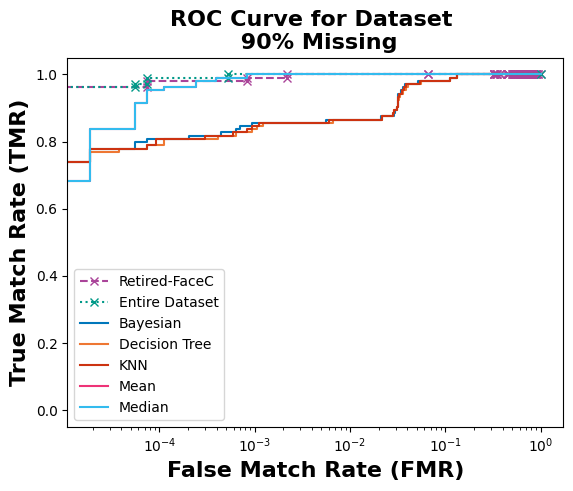 ROC Curve for Dataset
90% Missing
True Match Rate (TMR)
1.0
0.8
0.6
0.4
0.2
0.0
Retired-FaceC
Entire Dataset
Bayesian
Decision Tree
KNN
Mean
Median
10⁻⁴
10⁻³
10⁻²
10⁻¹
10⁰
False Match Rate (FMR)